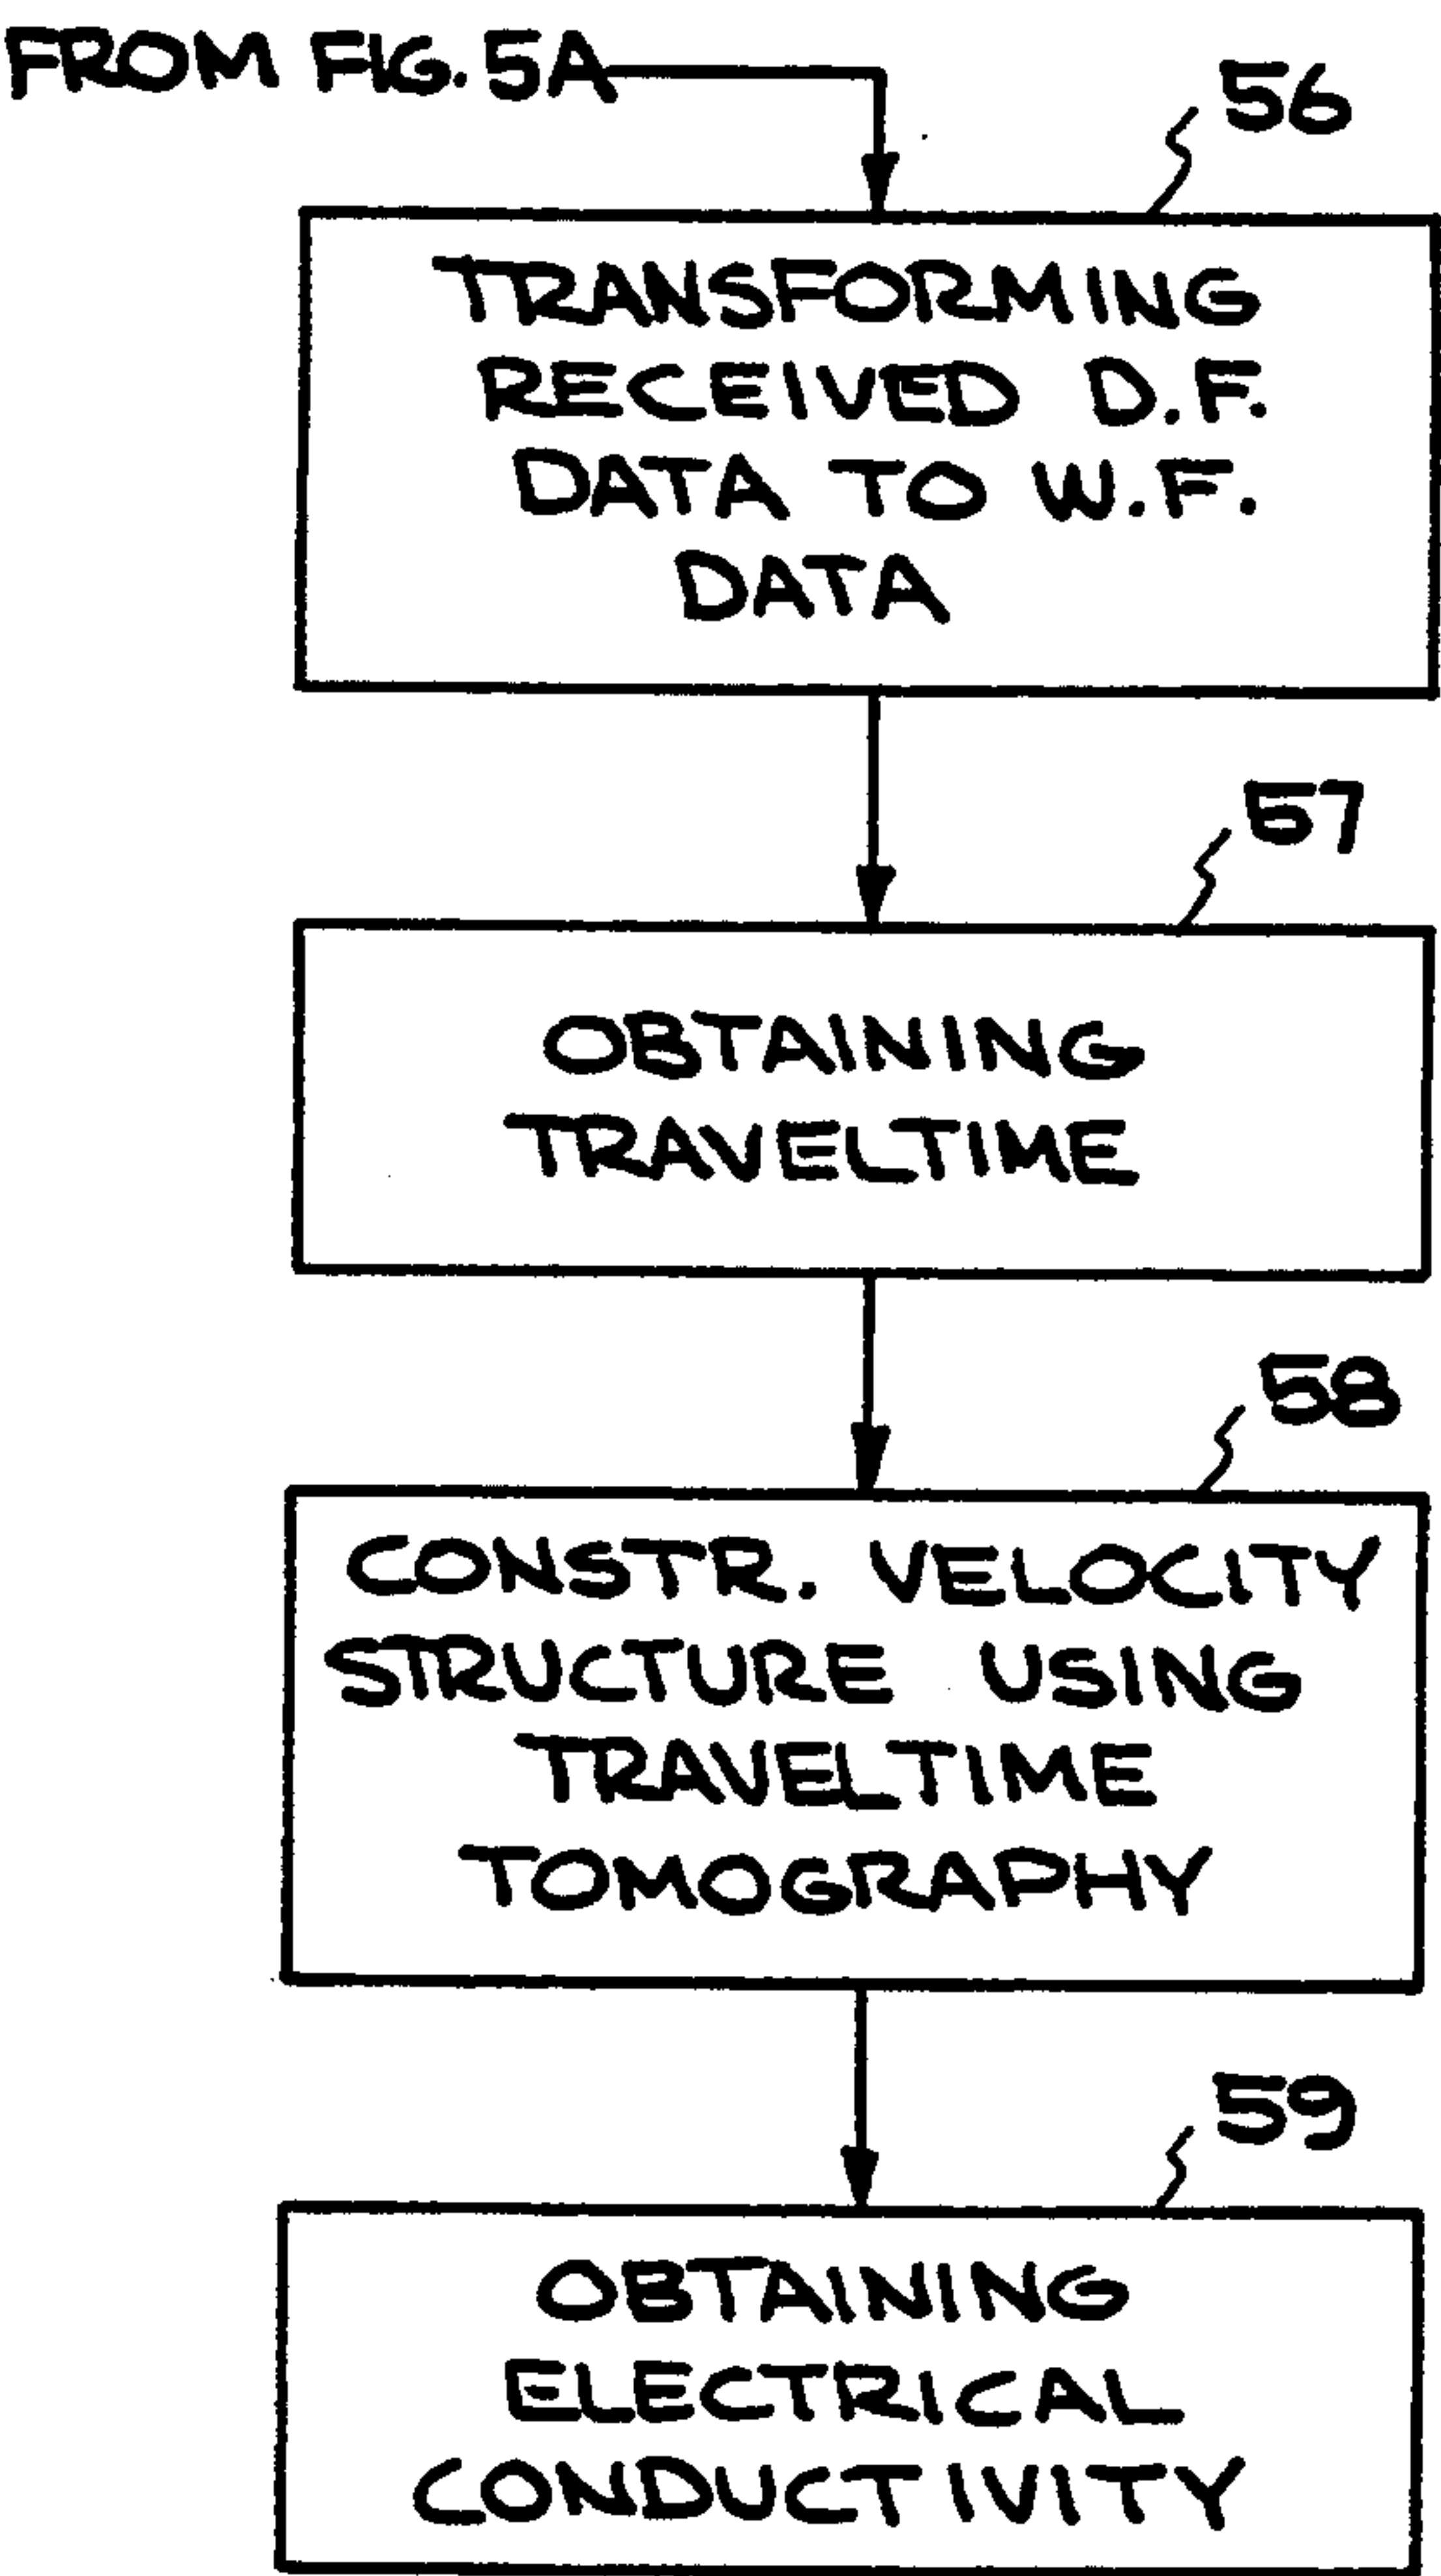 FROM FIG. 5A
56
TRANSFORMING
RECEIVED D.F.
DATA TO W.F.
DATA
57
OBTAINING
TRAVELTIME
58
CONSTR. VELOCITY
STRUCTURE USING
TRAVELTIME
TOMOGRAPHY
59
OBTAINING
ELECTRICAL
CONDUCTIVITY